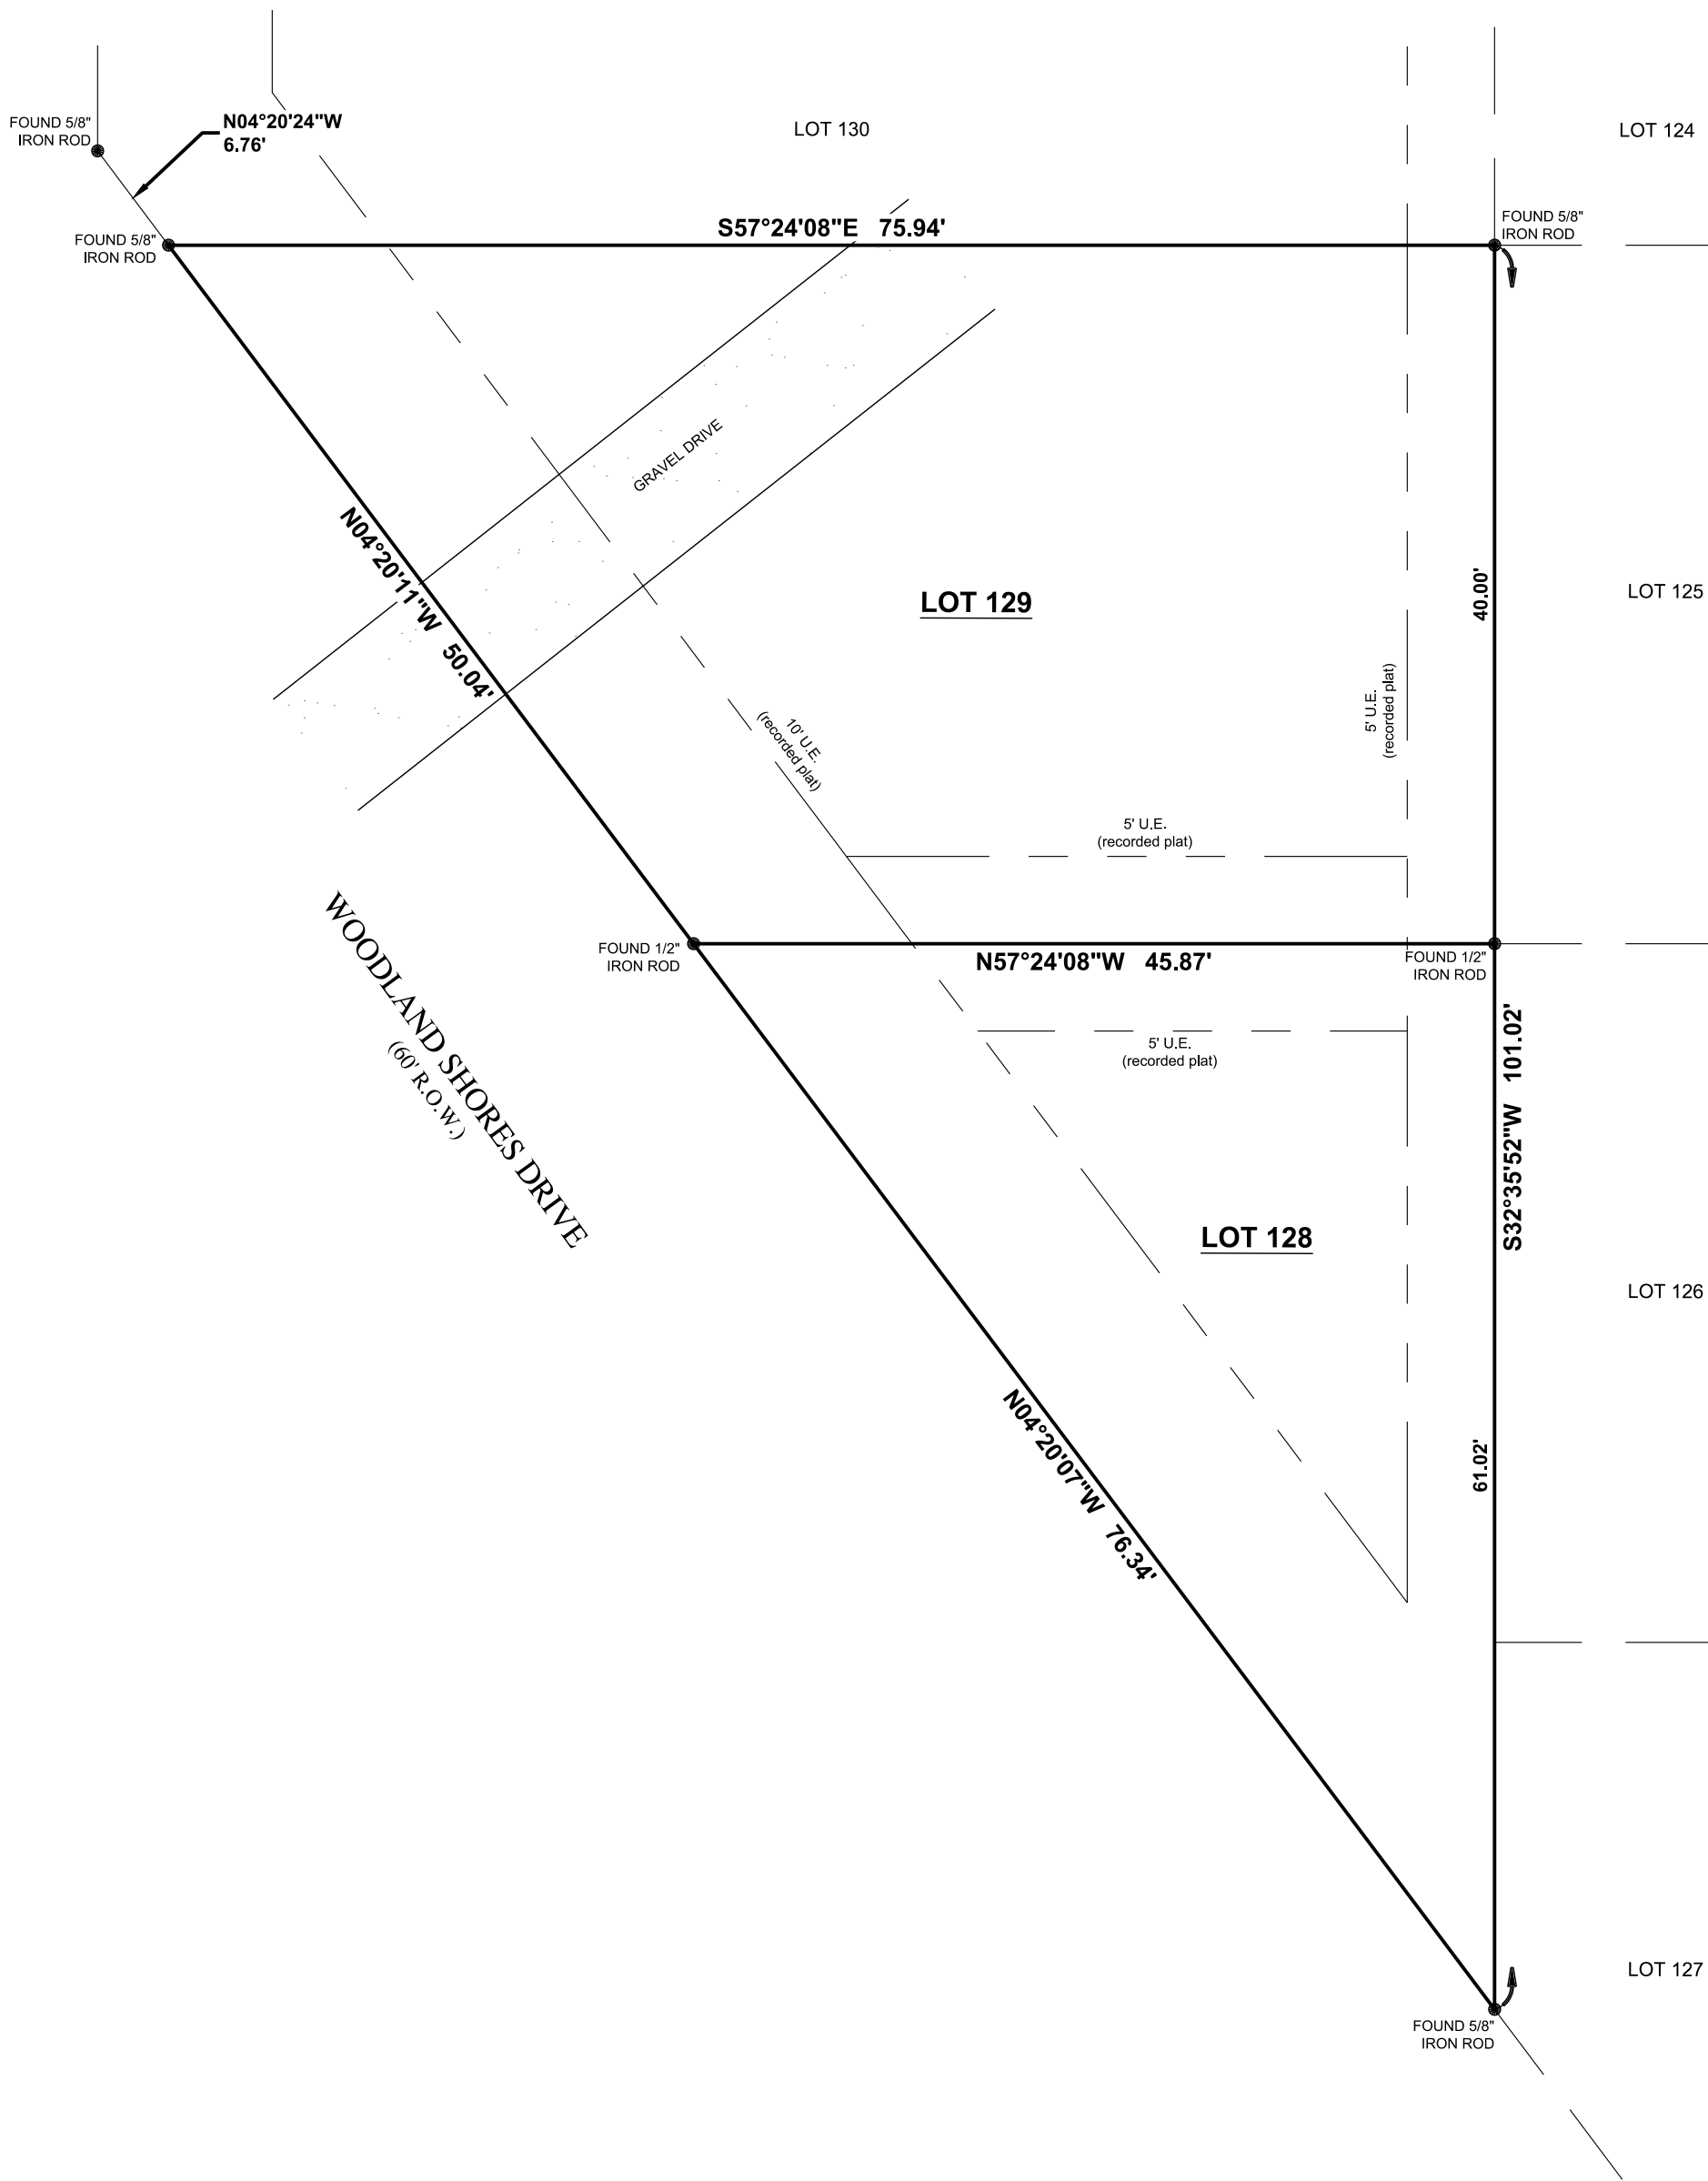 FOUND 5/8"
IRON ROD
N04°20'24"W
6.76'
LOT 130
LOT 124
S57°24'08"E 75.94'
FOUND 5/8"
IRON ROD
FOUND 5/8"
IRON ROD
GRAVEL DRIVE
N04°20'11"W 50.04'
LOT 129
40.00'
LOT 125
5' U.E.
(recorded plat)
10' U.E.
(recorded plat)
5' U.E.
(recorded plat)
WOODLAND SHORES DRIVE
(60' R.O.W.)
FOUND 1/2"
IRON ROD
N57°24'08"W 45.87'
FOUND 1/2"
IRON ROD
5' U.E.
(recorded plat)
S32°35'52"W 101.02'
LOT 128
LOT 126
N04°20'07"W 76.34'
61.02'
LOT 127
FOUND 5/8"
IRON ROD